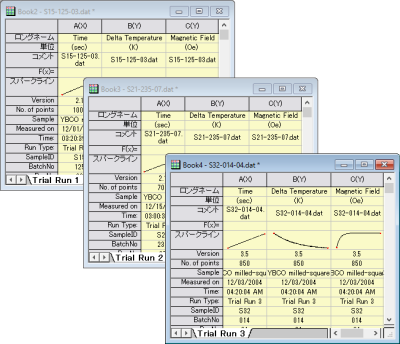 Book2 - S15-125-03.dat *
A(X) B(Y) C(Y)
ロングネーム Time Delta Temperature Magnetic Field
単位 (sec) (K) (Oe)
コメント S15-125-03.dat S15-125-03.dat S15-125-03.dat
F(x)=
スパークライン
Version 2.1
No. of points 100
Sample YBCO
Measured on 12/01/
Time: 03:20:3
Run Type: Trial
SampleID S15
BatchNo 125
Trial Run 1
Book3 - S21-235-07.dat *
A(X) B(Y) C(Y)
ロングネーム Time Delta Temperature Magnetic Field
単位 (sec) (K) (Oe)
コメント S21-235-07.dat S21-235-07.dat S21-235-07.dat
F(x)=
スパークライン
Version 2.
No. of points 70
Sample YBCO m
Measured on 12/15/
Time: 03:00:3
Run Type: Trial
SampleID S2
BatchNo 23
Trial Run 2
Book4 - S32-014-04.dat *
A(X) B(Y) C(Y)
ロングネーム Time Delta Temperature Magnetic Field
単位 (sec) (K) (Oe)
コメント S32-014-04.dat S32-014-04.dat S32-014-04.dat
F(x)=
スパークライン
Version 3.5 3.5 3.5
No. of points 850 850 850
Sample BCO milled-squar YBCO milled-square BCO milled-squar
Measured on 12/03/2004 12/03/2004 12/03/2004
Time: 04:20:04 AM 04:20:04 AM 04:20:04 AM
Run Type: Trial Run 3 Trial Run 3 Trial Run 3
SampleID S32 S32 S32
BatchNo 014 014 014
Trial Run 3